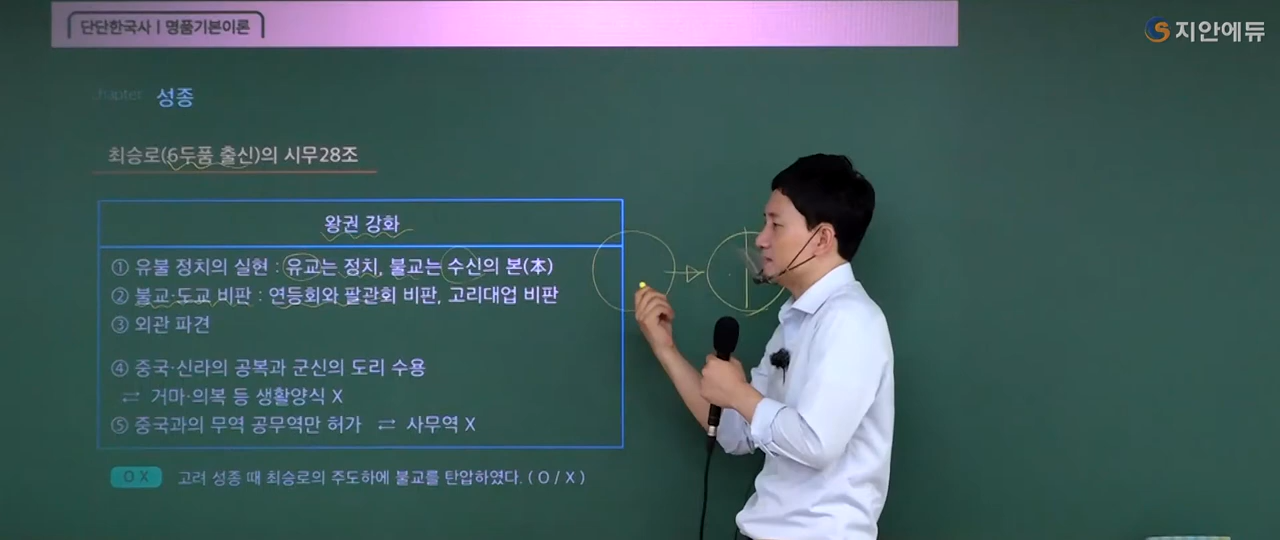 단단한국사 | 명품기본이론
지안에듀
chapter 성종
최승로(6두품 출신)의 시무28조
왕권 강화
① 유불 정치의 실현 : 유교는 정치, 불교는 수신의 본(本)
② 불교·도교 비판 : 연등회와 팔관회 비판, 고리대업 비판
③ 외관 파견
④ 중국·신라의 공복과 군신의 도리 수용
⇄ 거마·의복 등 생활양식 X
⑤ 중국과의 무역 공무역만 허가 ⇄ 사무역 X
O X 고려 성종 때 최승로의 주도하에 불교를 탄압하였다. ( O / X )